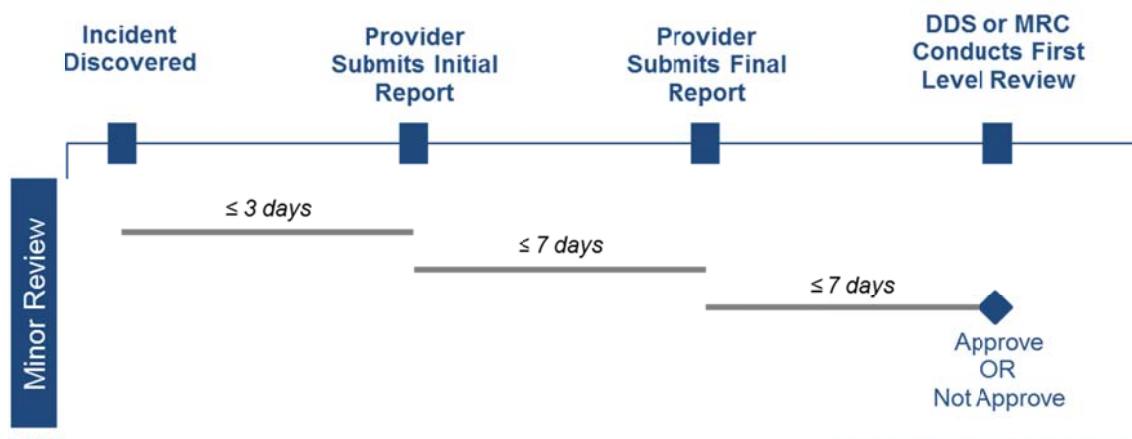 Incident
Discovered
Provider
Submits Initial
Report
Provider
Submits Final
Report
DDS or MRC
Conducts First
Level Review
Minor Review
≤ 3 days
≤ 7 days
≤ 7 days
Approve
OR
Not Approve